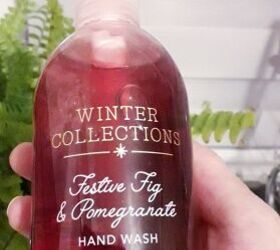 WINTER
COLLECTIONS
Festive Fig
& Pomegranate
HAND WASH